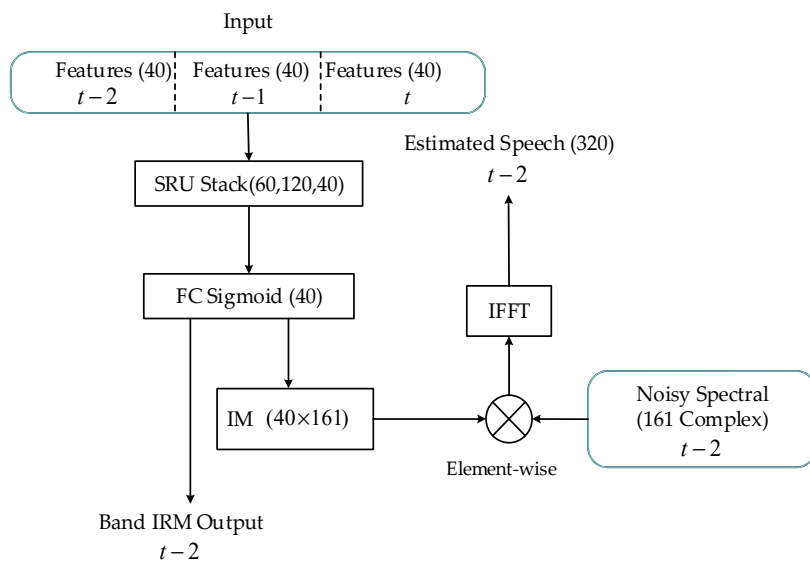 Input
Features (40) Features (40) Features (40)
t−2 t−1 t
SRU Stack(60,120,40)
FC Sigmoid (40)
IM (40×161)
Band IRM Output
t−2
Estimated Speech (320)
t−2
IFFT
Element-wise
Noisy Spectral
(161 Complex)
t−2